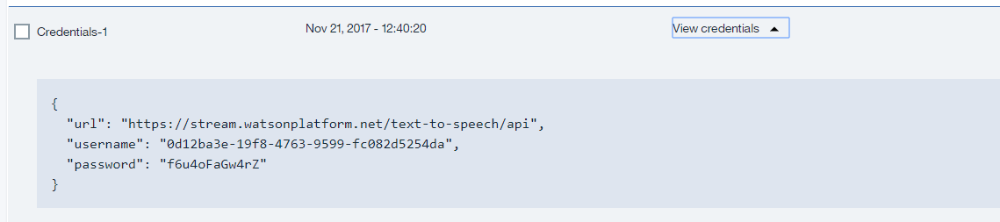 Credentials-1 Nov 21, 2017 - 12:40:20 View credentials
{
"url": "https://stream.watsonplatform.net/text-to-speech/api",
"username": "0d12ba3e-19f8-4763-9599-fc082d5254da",
"password": "f6u4oFaGw4rZ"
}